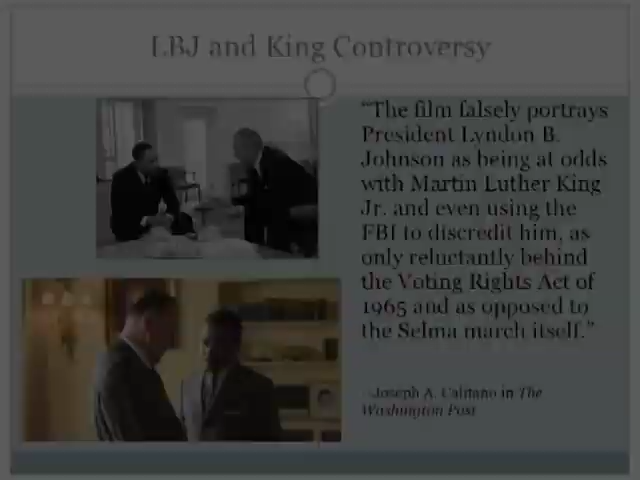 LBJ and King Controversy
“The film falsely portrays
President Lyndon B.
Johnson as being at odds
with Martin Luther King
Jr. and even using the
FBI to discredit him, as
only reluctantly behind
the Voting Rights Act of
1965 and as opposed to
the Selma march itself.”
--Joseph A. Califano in The
Washington Post